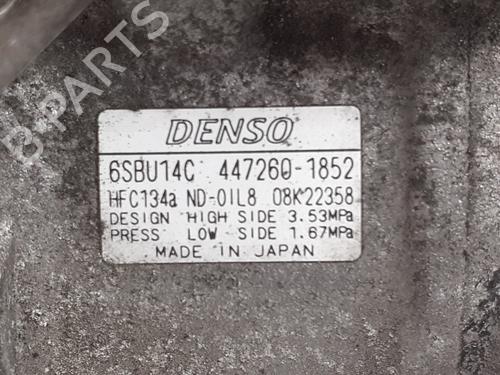 DENSO
6SBU14C 447260-1852
HFC134a ND-OIL8 08K22358
DESIGN HIGH SIDE 3.53MPa
PRESS LOW SIDE 1.67MPa
MADE IN JAPAN